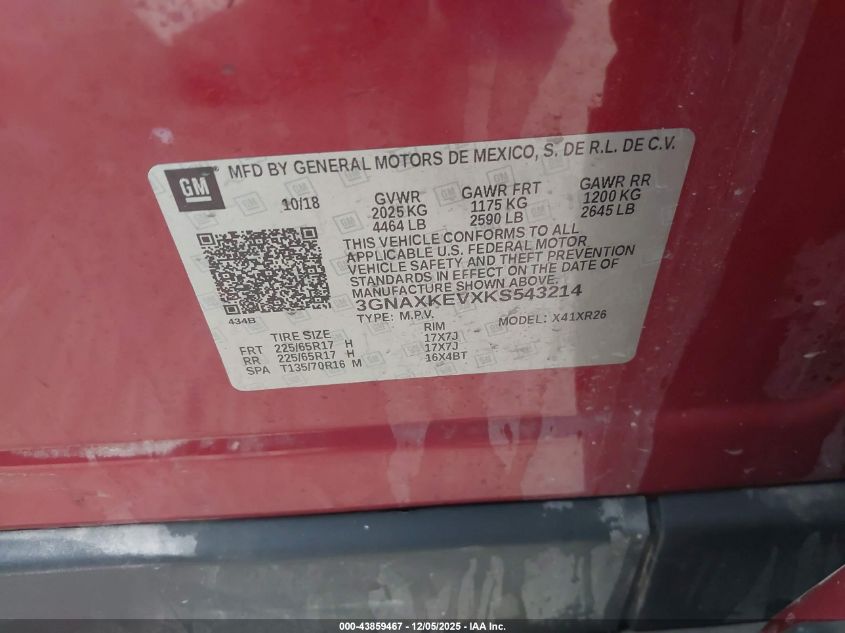 GM
MFD BY GENERAL MOTORS DE MEXICO, S. DE R.L. DE C.V.
10/18 GVWR GAWR FRT GAWR RR
2025 KG 1175 KG 1200 KG
4464 LB 2590 LB 2645 LB
THIS VEHICLE CONFORMS TO ALL
APPLICABLE U.S. FEDERAL MOTOR
VEHICLE SAFETY AND THEFT PREVENTION
STANDARDS IN EFFECT ON THE DATE OF
MANUFACTURE SHOWN ABOVE.
3GNAXKEVXKS543214
434B TYPE: M.P.V. MODEL: X41XR26
TIRE SIZE RIM
FRT 225/65R17 H 17X7J
RR 225/65R17 H 17X7J
SPA T135/70R16 M 16X4BT
000-43859467 - 12/05/2025 - IAA Inc.